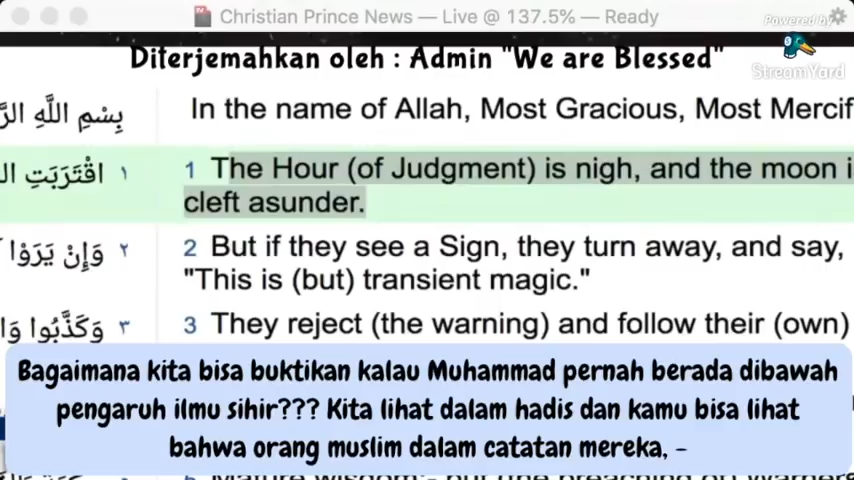 Christian Prince News — Live @ 137.5% — Ready
Powered by
StreamYard
Diterjemahkan oleh : Admin "We are Blessed"
بِسْمِ اللَّهِ
In the name of Allah, Most Gracious, Most Mercif
اقْتَرَبَتِ ١
1 The Hour (of Judgment) is nigh, and the moon i
cleft asunder.
وَإِنْ يَرَوْا ٢
2 But if they see a Sign, they turn away, and say,
"This is (but) transient magic."
وَكَذَّبُوا ٣
3 They reject (the warning) and follow their (own)
Bagaimana kita bisa buktikan kalau Muhammad pernah berada dibawah
pengaruh ilmu sihir??? Kita lihat dalam hadis dan kamu bisa lihat
bahwa orang muslim dalam catatan mereka, -